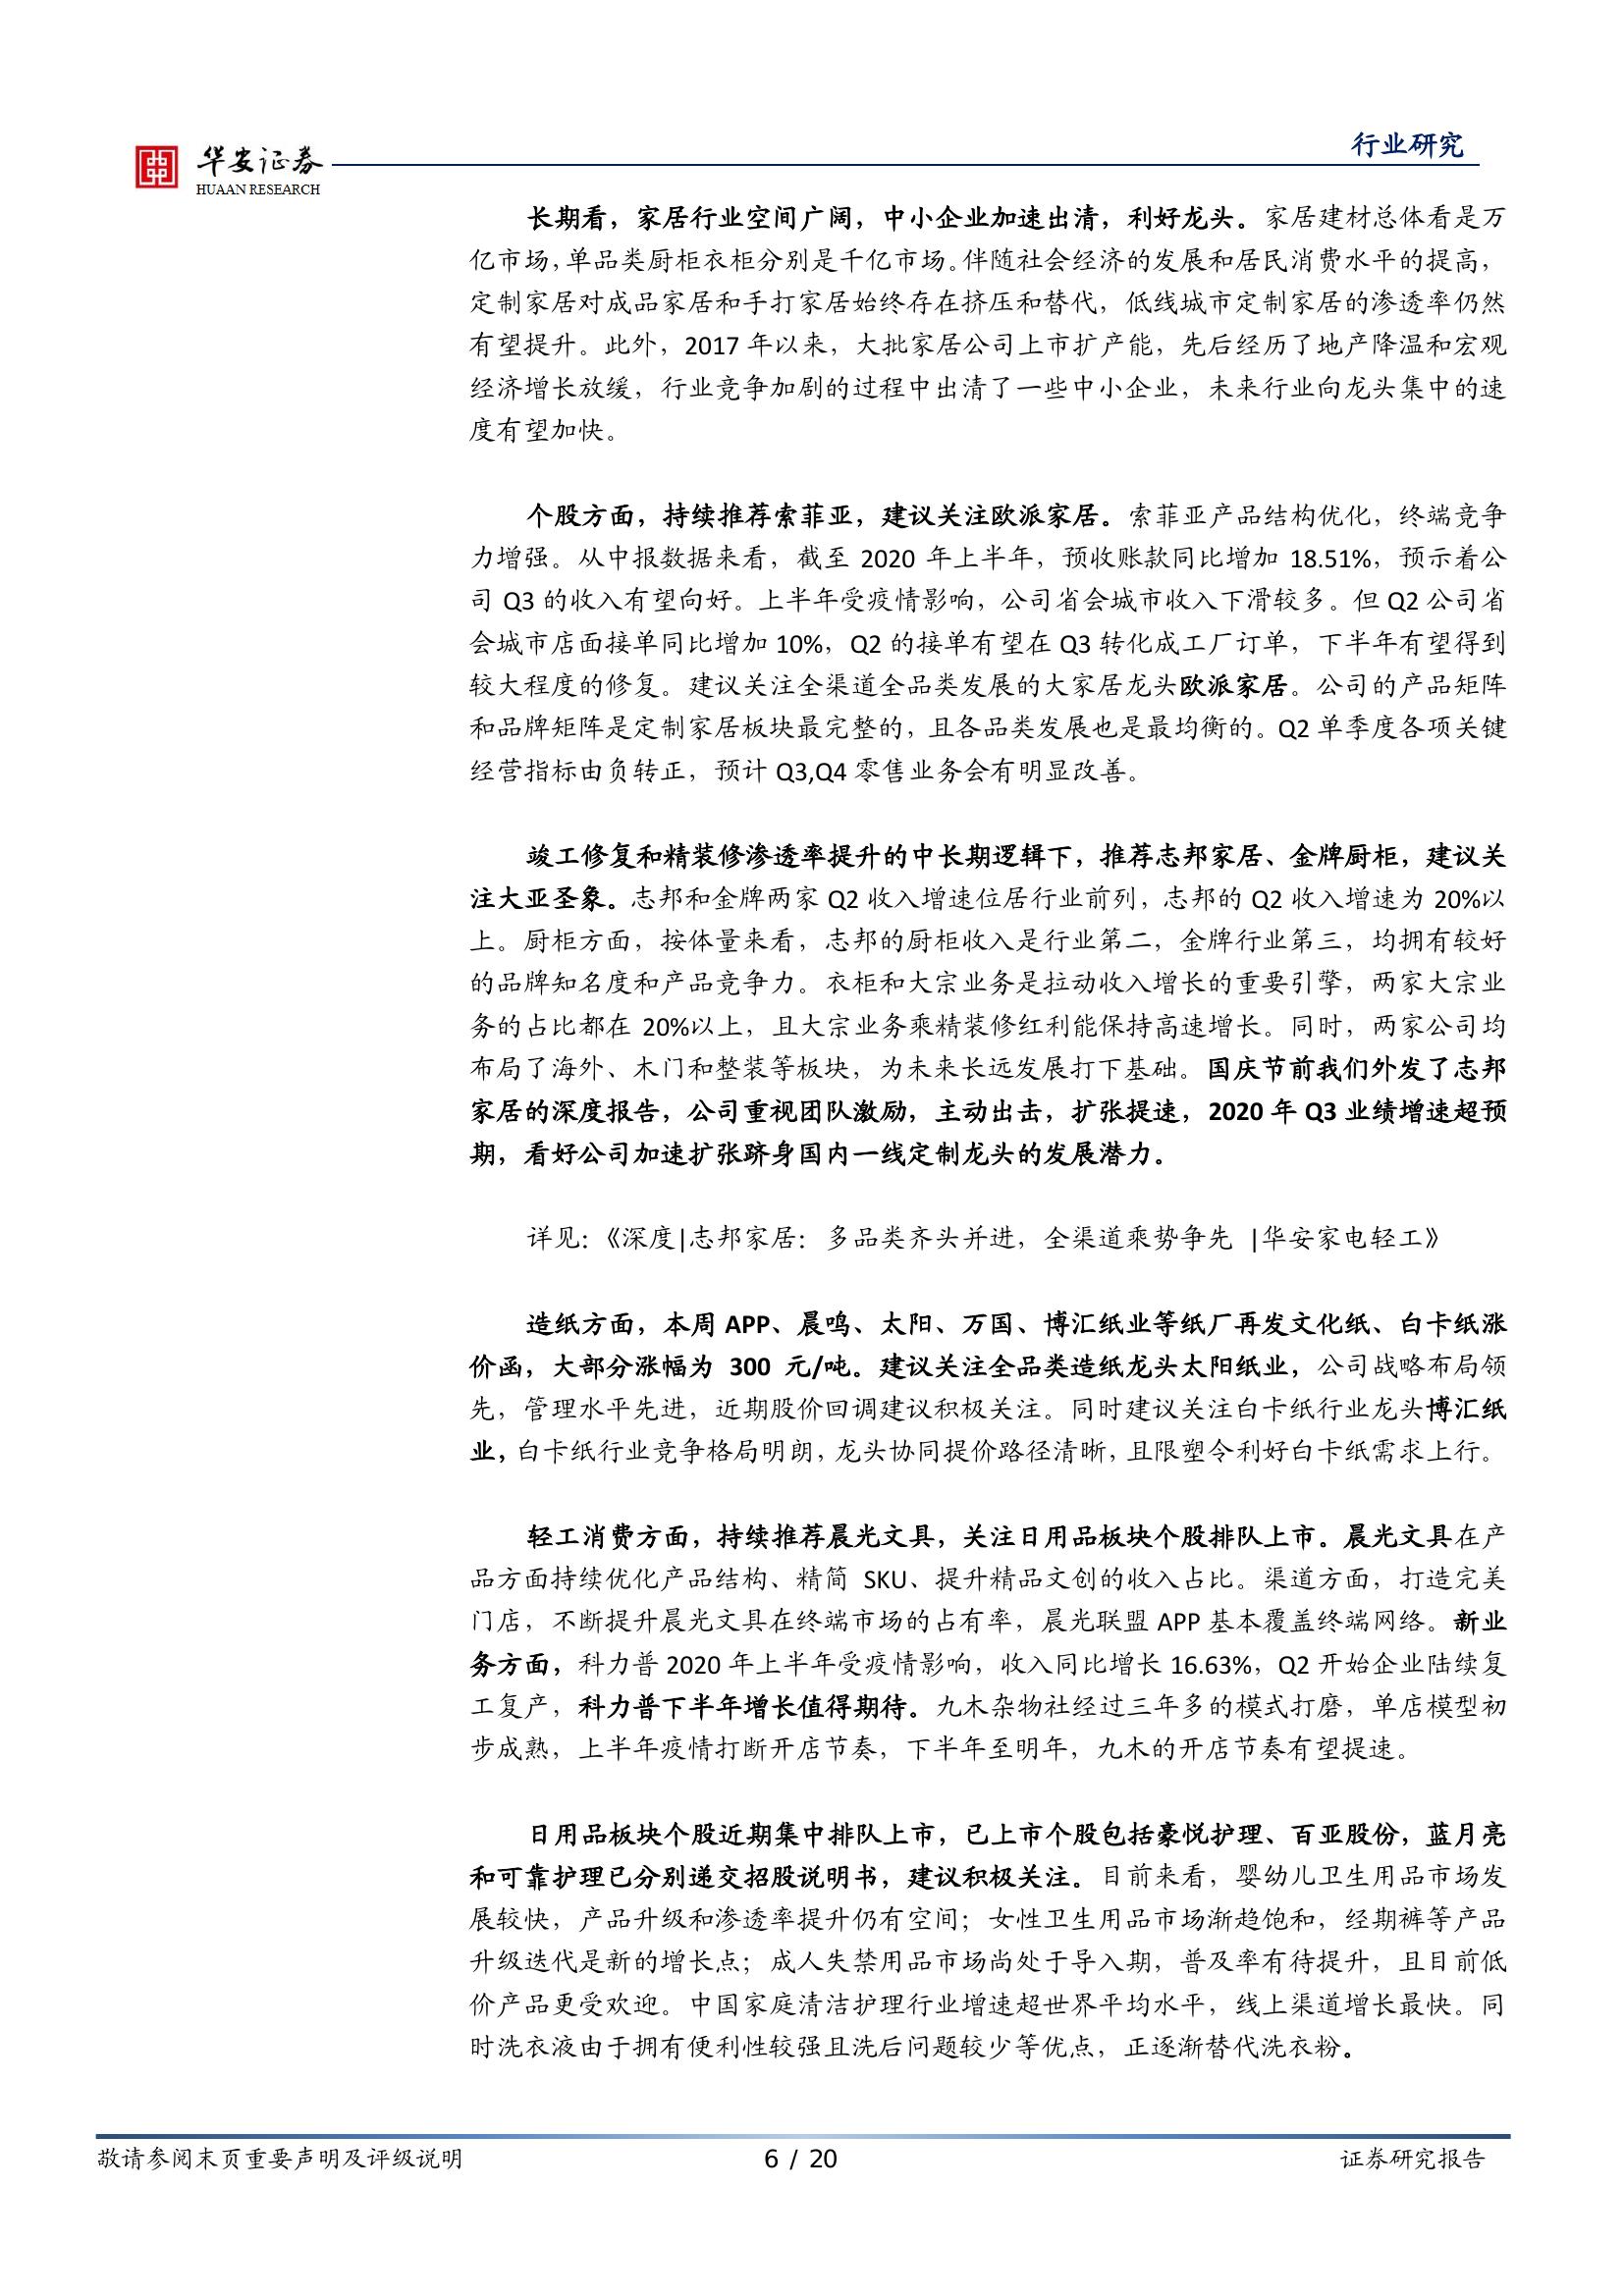 行业研究
华安证券
HUAAN RESEARCH
长期看，家居行业空间广阔，中小企业加速出清，利好龙头。家居建材总体看是万
亿市场，单品类厨柜衣柜分别是千亿市场。伴随社会经济的发展和居民消费水平的提高，
定制家居对成品家居和手打家居始终存在挤压和替代，低线城市定制家居的渗透率仍然
有望提升。此外，2017 年以来，大批家居公司上市扩产能，先后经历了地产降温和宏观
经济增长放缓，行业竞争加剧的过程中出清了一些中小企业，未来行业向龙头集中的速
度有望加快。
个股方面，持续推荐索菲亚，建议关注欧派家居。索菲亚产品结构优化，终端竞争
力增强。从中报数据来看，截至 2020 年上半年，预收账款同比增加 18.51%，预示着公
司 Q3 的收入有望向好。上半年受疫情影响，公司省会城市收入下滑较多。但 Q2 公司省
会城市店面接单同比增加 10%，Q2 的接单有望在 Q3 转化成工厂订单，下半年有望得到
较大程度的修复。建议关注全渠道全品类发展的大家居龙头欧派家居。公司的产品矩阵
和品牌矩阵是定制家居板块最完整的，且各品类发展也是最均衡的。Q2 单季度各项关键
经营指标由负转正，预计 Q3,Q4 零售业务会有明显改善。
竣工修复和精装修渗透率提升的中长期逻辑下，推荐志邦家居、金牌厨柜，建议关
注大亚圣象。志邦和金牌两家 Q2 收入增速位居行业前列，志邦的 Q2 收入增速为 20%以
上。厨柜方面，按体量来看，志邦的厨柜收入是行业第二，金牌行业第三，均拥有较好
的品牌知名度和产品竞争力。衣柜和大宗业务是拉动收入增长的重要引擎，两家大宗业
务的占比都在 20%以上，且大宗业务乘精装修红利能保持高速增长。同时，两家公司均
布局了海外、木门和整装等板块，为未来长远发展打下基础。国庆节前我们外发了志邦
家居的深度报告，公司重视团队激励，主动出击，扩张提速，2020 年 Q3 业绩增速超预
期，看好公司加速扩张跻身国内一线定制龙头的发展潜力。
详见：《深度|志邦家居：多品类齐头并进，全渠道乘势争先 |华安家电轻工》
造纸方面，本周 APP、晨鸣、太阳、万国、博汇纸业等纸厂再发文化纸、白卡纸涨
价函，大部分涨幅为 300 元/吨。建议关注全品类造纸龙头太阳纸业，公司战略布局领
先，管理水平先进，近期股价回调建议积极关注。同时建议关注白卡纸行业龙头博汇纸
业，白卡纸行业竞争格局明朗，龙头协同提价路径清晰，且限塑令利好白卡纸需求上行。
轻工消费方面，持续推荐晨光文具，关注日用品板块个股排队上市。晨光文具在产
品方面持续优化产品结构、精简 SKU、提升精品文创的收入占比。渠道方面，打造完美
门店，不断提升晨光文具在终端市场的占有率，晨光联盟 APP 基本覆盖终端网络。新业
务方面，科力普 2020 年上半年受疫情影响，收入同比增长 16.63%，Q2 开始企业陆续复
工复产，科力普下半年增长值得期待。九木杂物社经过三年多的模式打磨，单店模型初
步成熟，上半年疫情打断开店节奏，下半年至明年，九木的开店节奏有望提速。
日用品板块个股近期集中排队上市，已上市个股包括豪悦护理、百亚股份，蓝月亮
和可靠护理已分别递交招股说明书，建议积极关注。目前来看，婴幼儿卫生用品市场发
展较快，产品升级和渗透率提升仍有空间；女性卫生用品市场渐趋饱和，经期裤等产品
升级迭代是新的增长点；成人失禁用品市场尚处于导入期，普及率有待提升，且目前低
价产品更受欢迎。中国家庭清洁护理行业增速超世界平均水平，线上渠道增长最快。同
时洗衣液由于拥有便利性较强且洗后问题较少等优点，正逐渐替代洗衣粉。
敬请参阅末页重要声明及评级说明
6 / 20
证券研究报告